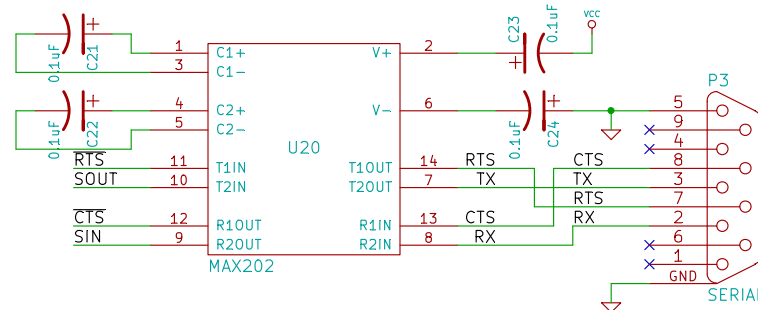 C21
0.1uF
1 C1+
3 C1-
V+ 2
C23
0.1uF
VCC
C22
0.1uF
4 C2+
5 C2-
V- 6
0.1uF
C24
U20
RTS 11 T1IN
SOUT 10 T2IN
T1OUT 14 RTS
T2OUT 7 TX
CTS 12 R1OUT
SIN 9 R2OUT
R1IN 13 CTS
R2IN 8 RX
MAX202
P3
5
9
4
CTS 8
TX 3
RTS 7
RX 2
6
1
GND
SERIA